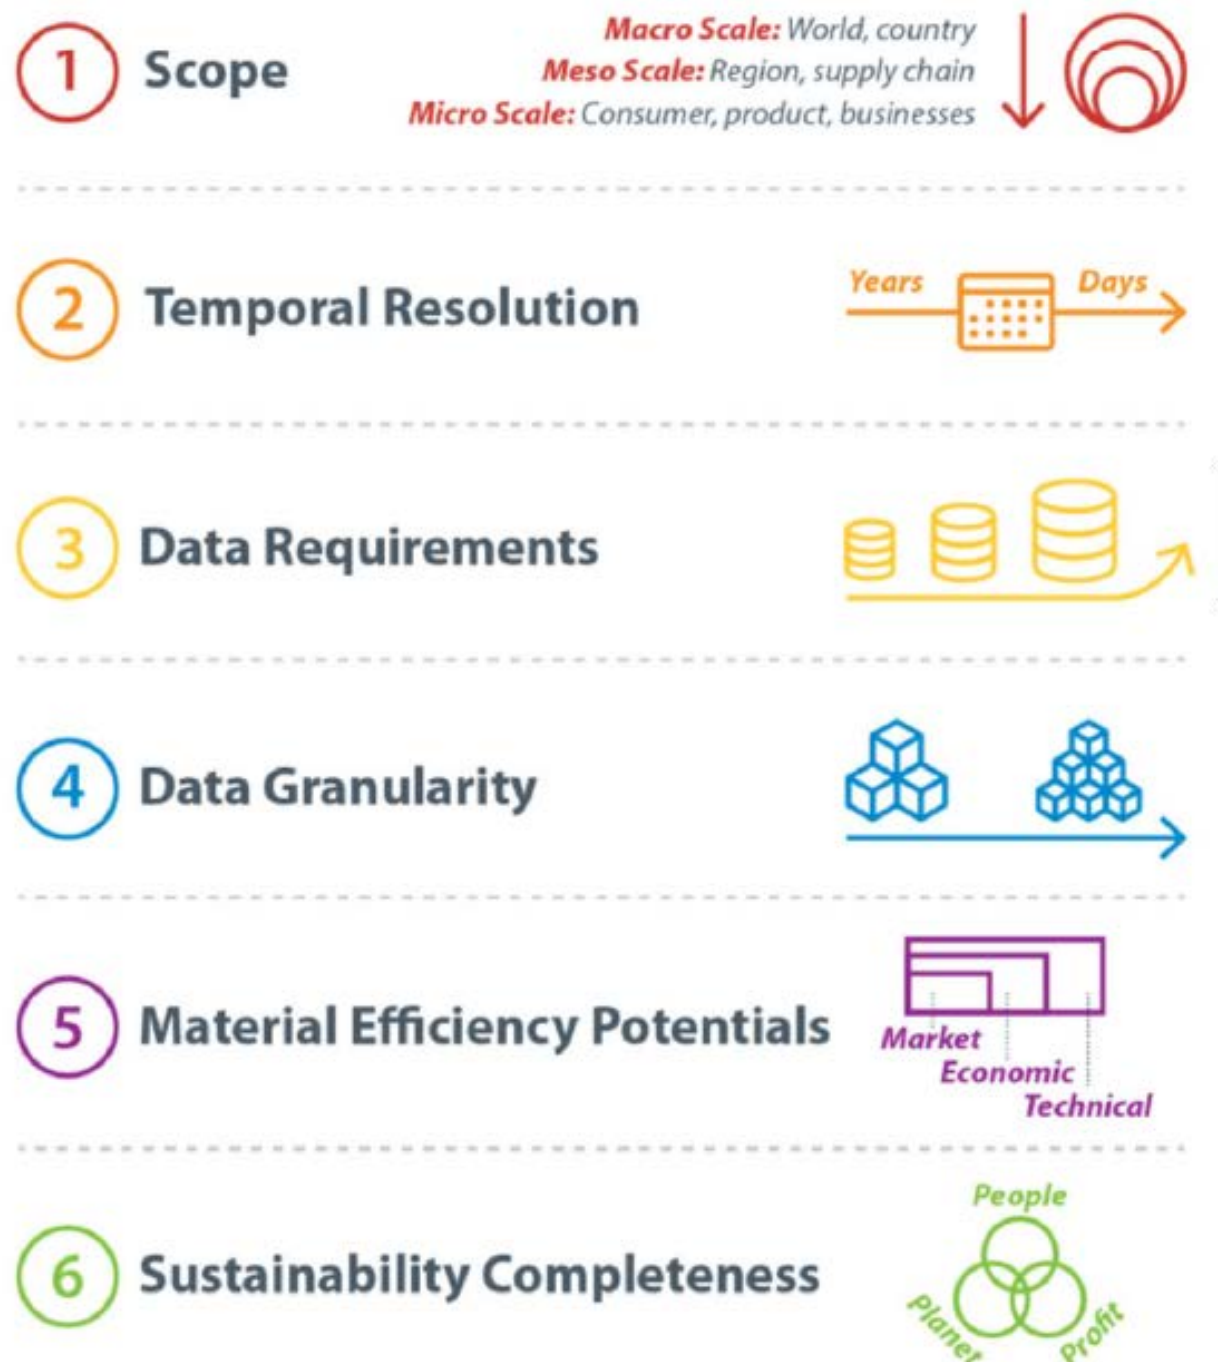 1 Scope
Macro Scale: World, country
Meso Scale: Region, supply chain
Micro Scale: Consumer, product, businesses
2 Temporal Resolution
Years Days
3 Data Requirements
4 Data Granularity
5 Material Efficiency Potentials
Market
Economic
Technical
6 Sustainability Completeness
People
Planet Profit